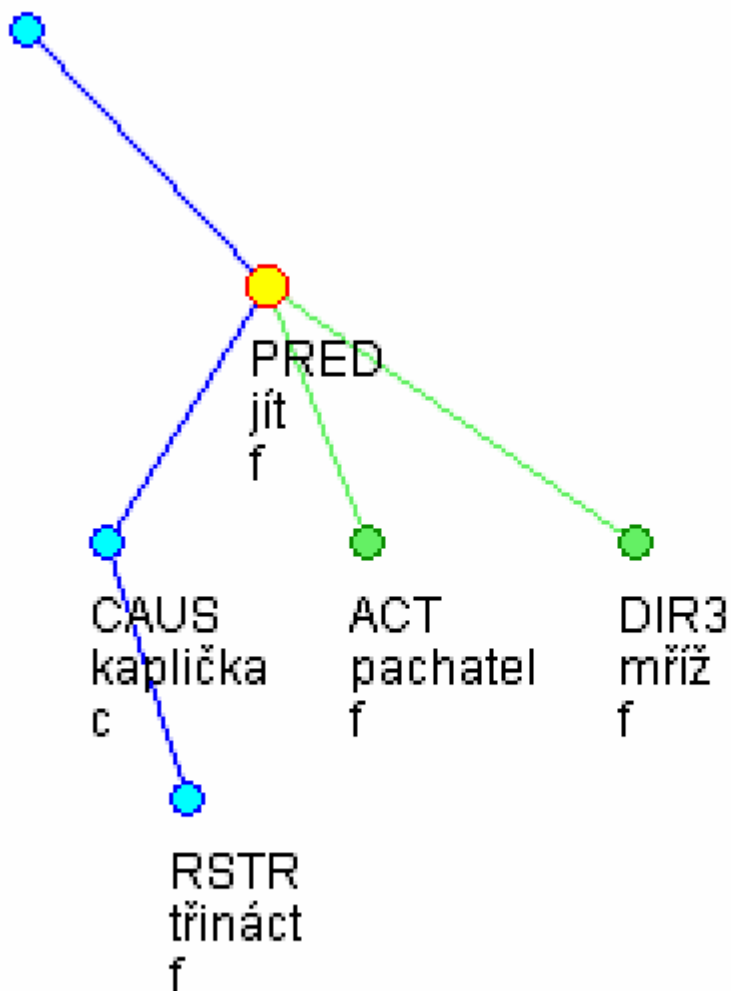 PRED
jít
f
CAUS
kaplička
c
ACT
pachatel
f
DIR3
mříž
f
RSTR
třináct
f